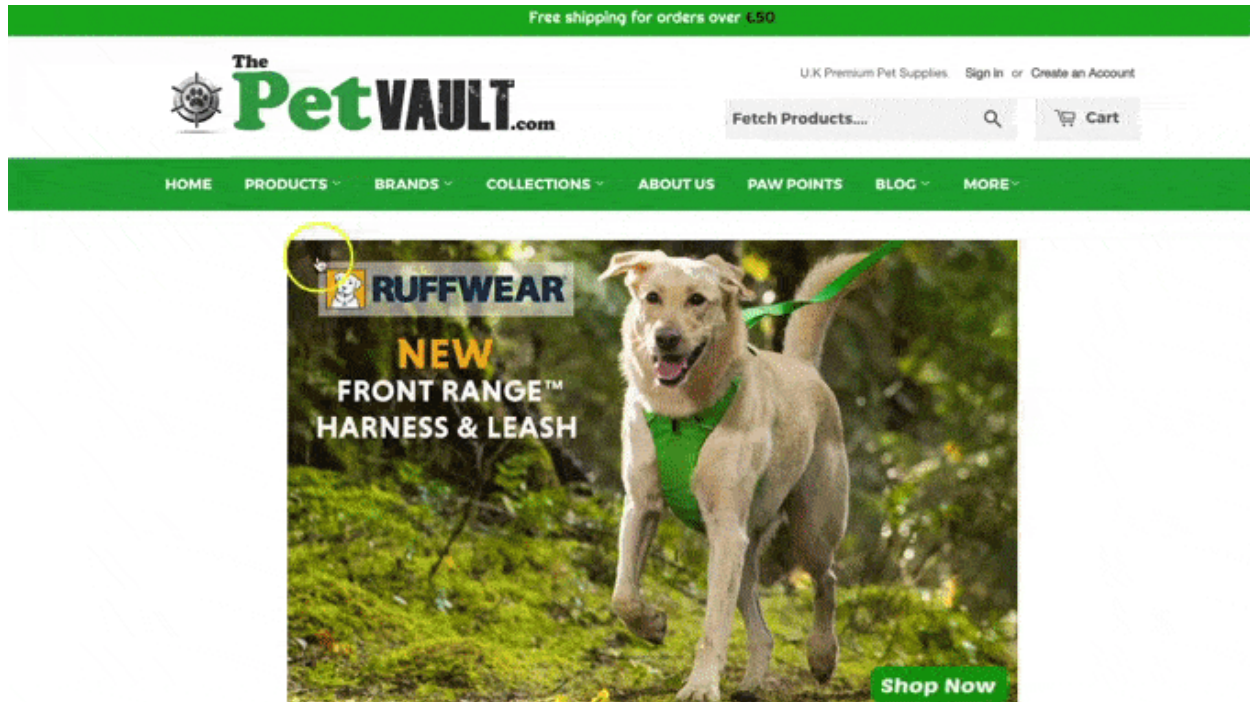 Free shipping for orders over £50
The
Pet VAULT.com
U.K Premium Pet Supplies. Sign in or Create an Account
Fetch Products....
Cart
HOME PRODUCTS BRANDS COLLECTIONS ABOUT US PAW POINTS BLOG MORE
RUFFWEAR
NEW
FRONT RANGE™
HARNESS & LEASH
Shop Now